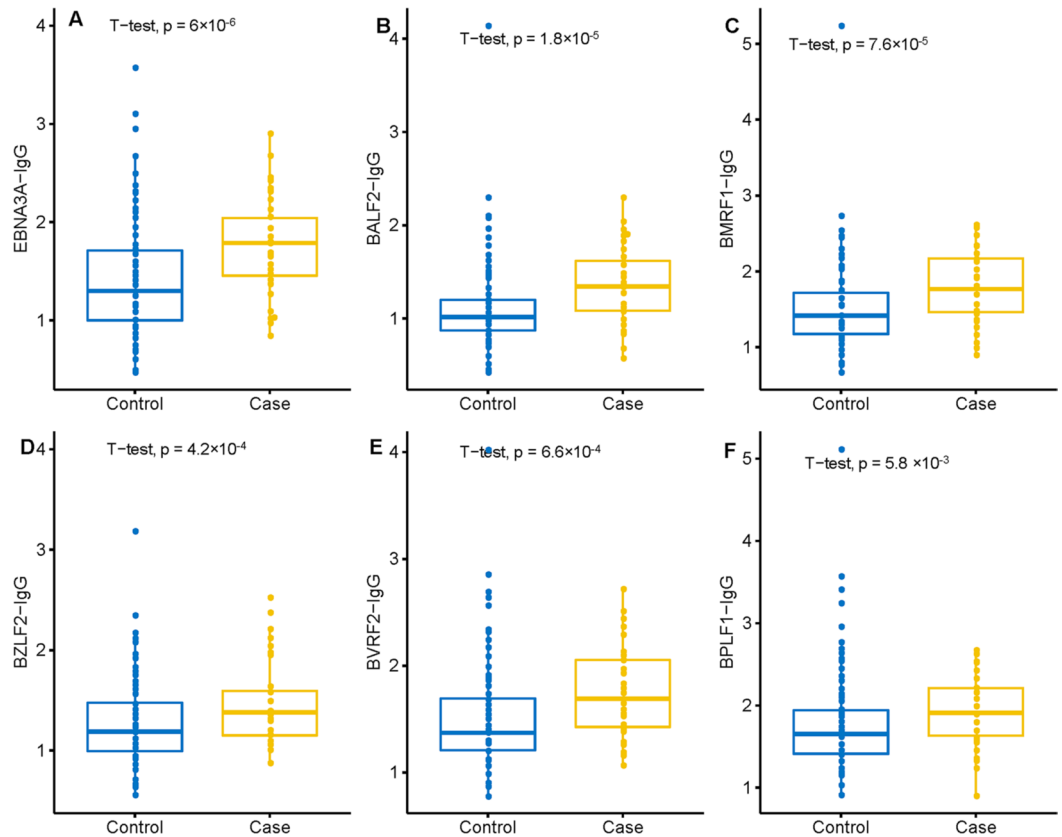 A
T−test, p = 6×10⁻⁶
EBNA3A−IgG
4
3
2
1
Control
Case
B
T−test, p = 1.8×10⁻⁵
BALF2−IgG
4
3
2
1
Control
Case
C
T−test, p = 7.6×10⁻⁵
BMRF1−IgG
5
4
3
2
1
Control
Case
D
T−test, p = 4.2×10⁻⁴
BZLF2−IgG
4
3
2
1
Control
Case
E
T−test, p = 6.6×10⁻⁴
BVRF2−IgG
4
3
2
1
Control
Case
F
T−test, p = 5.8 ×10⁻³
BPLF1−IgG
5
4
3
2
1
Control
Case